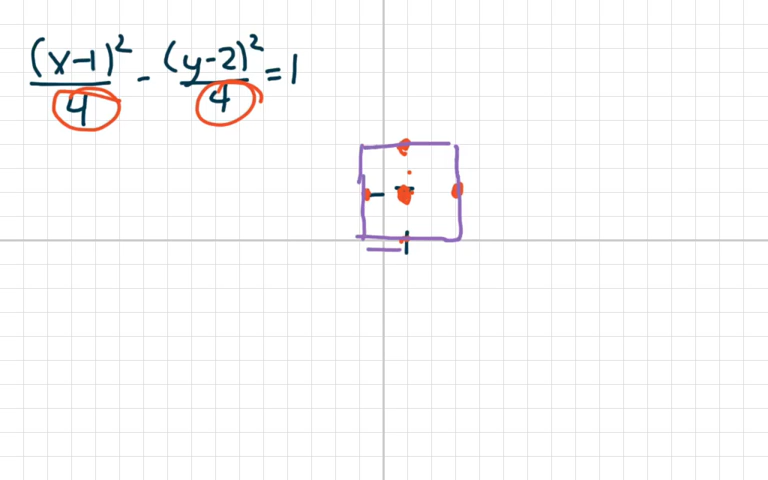 (x-1)²/4 - (y-2)²/4 = 1